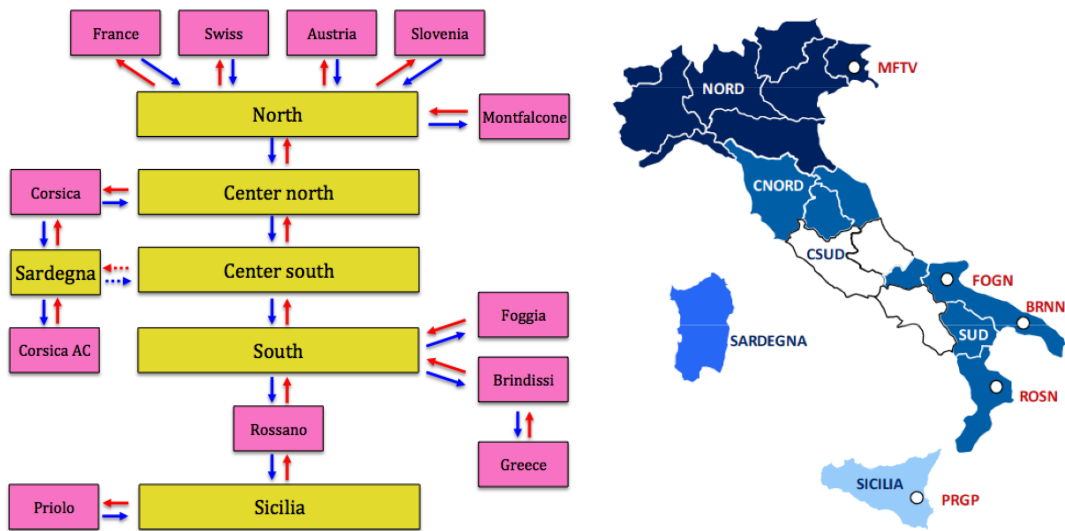 France
Swiss
Austria
Slovenia
North
Montfalcone
Corsica
Center north
Sardegna
Center south
Corsica AC
South
Foggia
Brindissi
Rossano
Greece
Priolo
Sicilia
NORD
MFTV
CNORD
CSUD
FOGN
BRNN
SUD
SARDEGNA
ROSN
SICILIA
PRGP